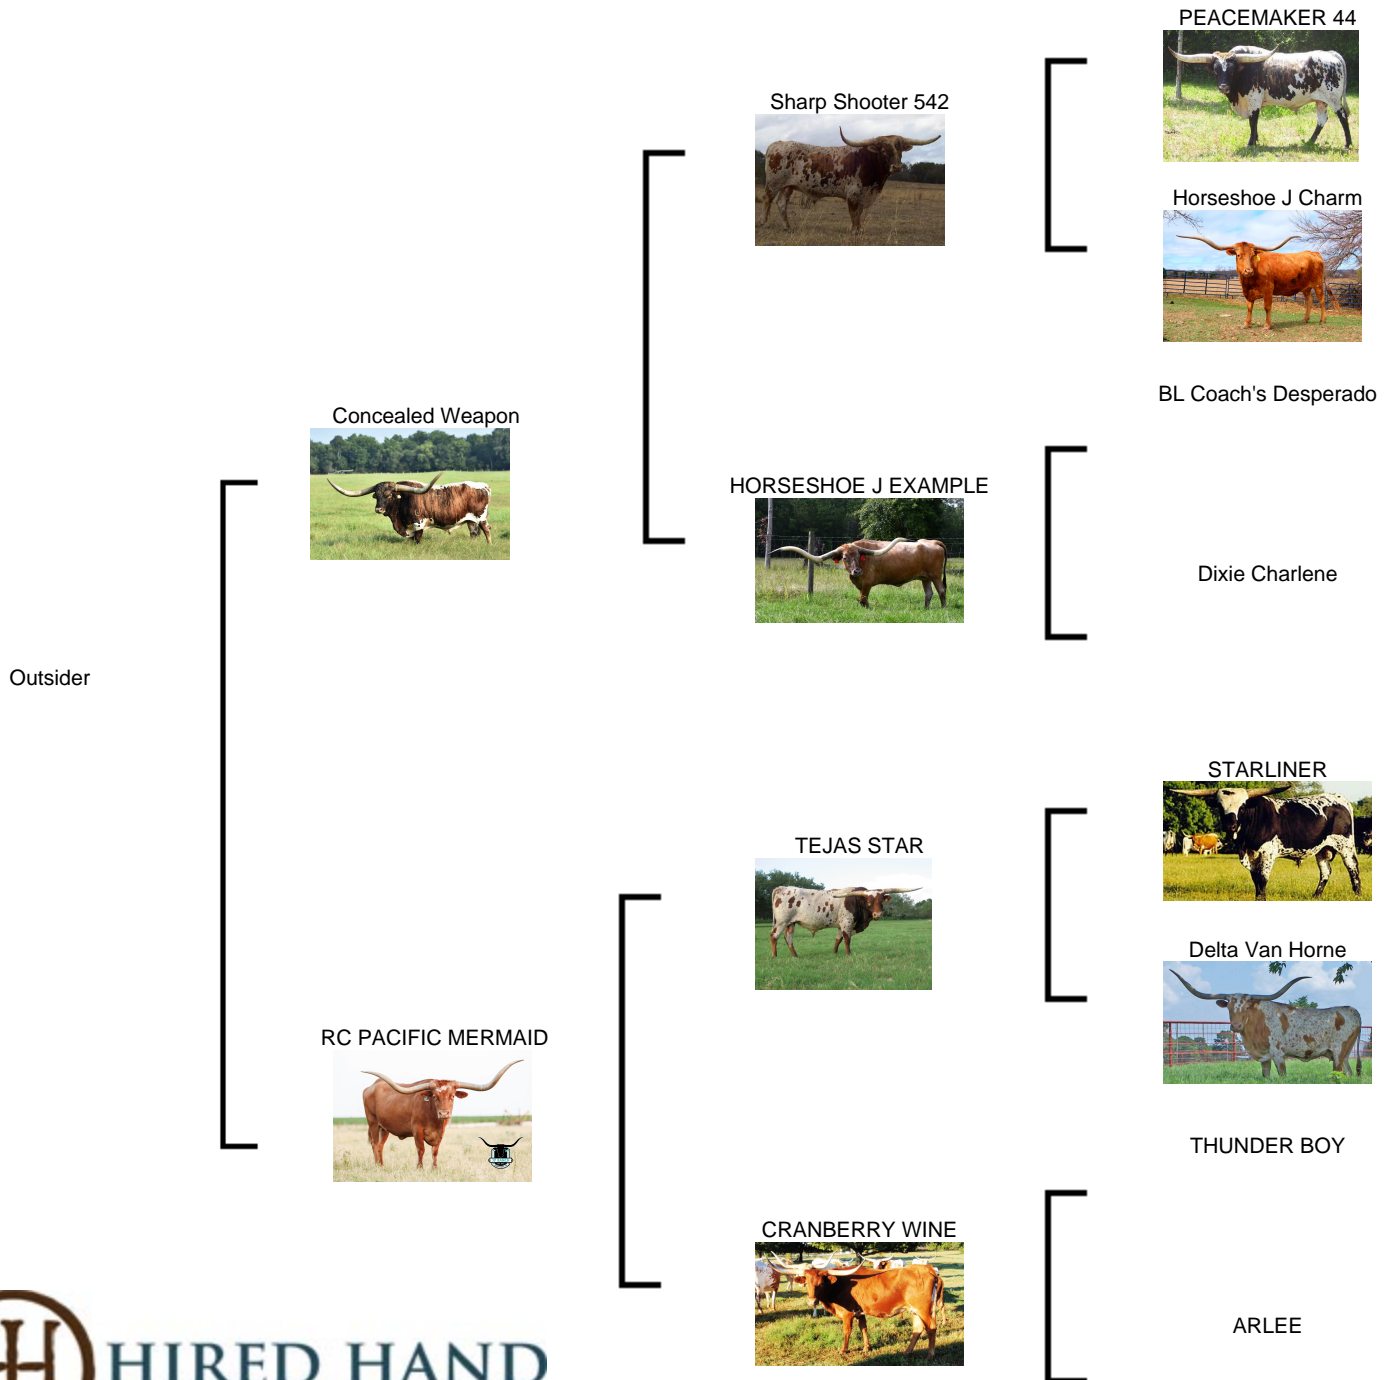 PEACEMAKER 44
Sharp Shooter 542
Horseshoe J Charm
BL Coach's Desperado
Concealed Weapon
HORSESHOE J EXAMPLE
Dixie Charlene
Outsider
STARLINER
TEJAS STAR
Delta Van Horne
RC PACIFIC MERMAID
THUNDER BOY
CRANBERRY WINE
ARLEE
H HIRED HAND